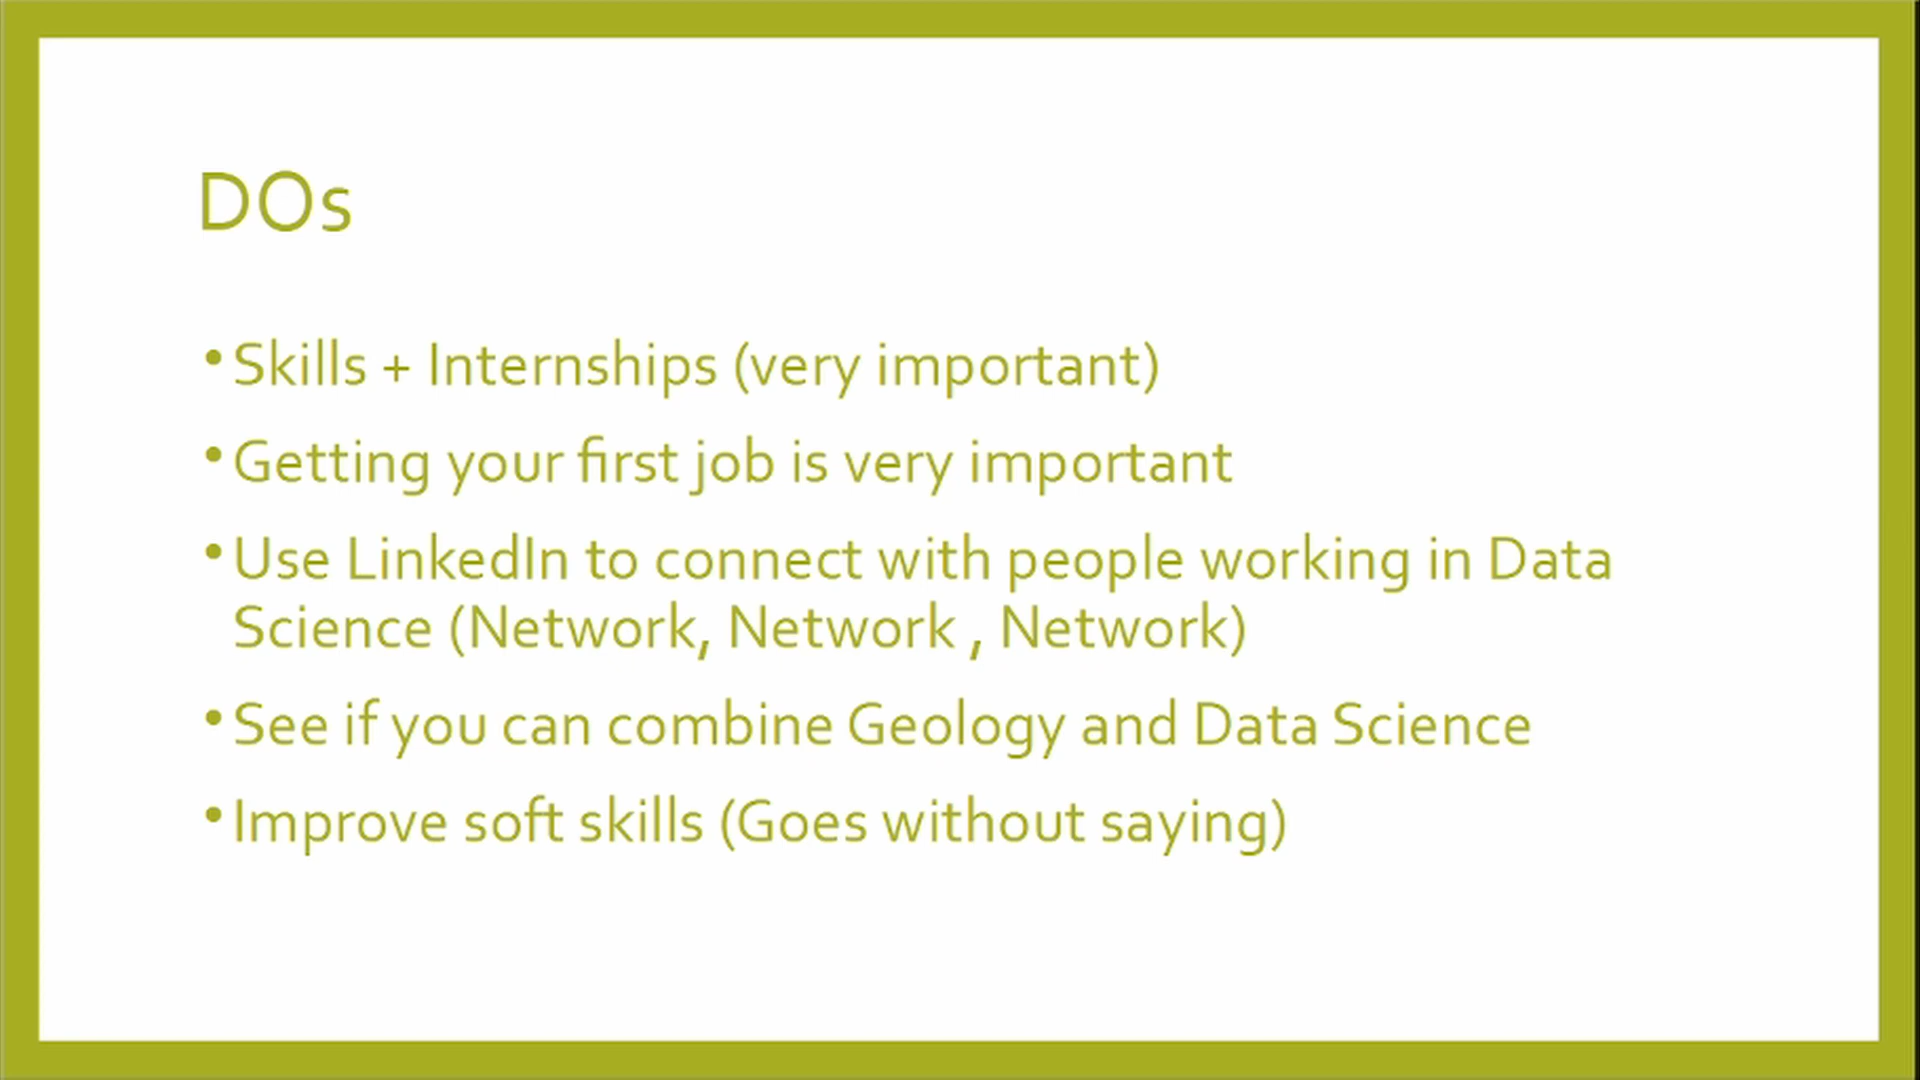 DOs
• Skills + Internships (very important)
• Getting your first job is very important
• Use LinkedIn to connect with people working in Data
Science (Network, Network , Network)
• See if you can combine Geology and Data Science
• Improve soft skills (Goes without saying)